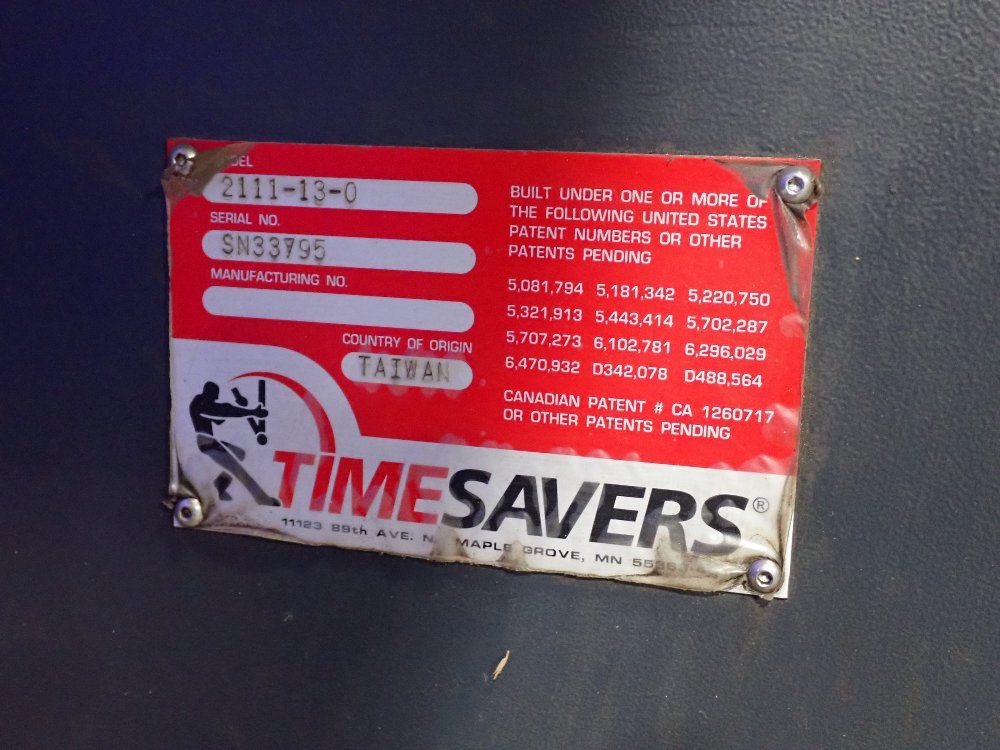 2111-13-0
SERIAL NO.
SN33795
MANUFACTURING NO.
COUNTRY OF ORIGIN
TAIWAN
BUILT UNDER ONE OR MORE OF
THE FOLLOWING UNITED STATES
PATENT NUMBERS OR OTHER
PATENTS PENDING
5,081,794 5,181,342 5,220,750
5,321,913 5,443,414 5,702,287
5,707,273 6,102,781 6,296,029
6,470,932 D342,078 D488,564
CANADIAN PATENT # CA 1260717
OR OTHER PATENTS PENDING
TIMESAVERS®
11123 89th AVE. N. MAPLE GROVE, MN